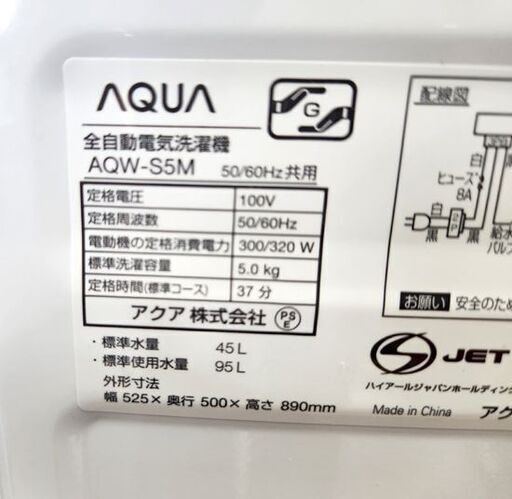 AQUA
G
全自動電気洗濯機
AQW-S5M 50/60Hz共用
定格電圧 100V
定格周波数 50/60Hz
電動機の定格消費電力 300/320 W
標準洗濯容量 5.0 kg
定格時間(標準コース) 37 分
アクア 株式会社 PSE
・標準水量 45L
・標準使用水量 95L
外形寸法
幅 525× 奥行 500× 高さ 890mm
配線図
白
ヒューズ
8A
白
黒
黒
給水
バルブ
お願い 安全のため
S JET
ハイアールジャパンホールディン
Made in China アク